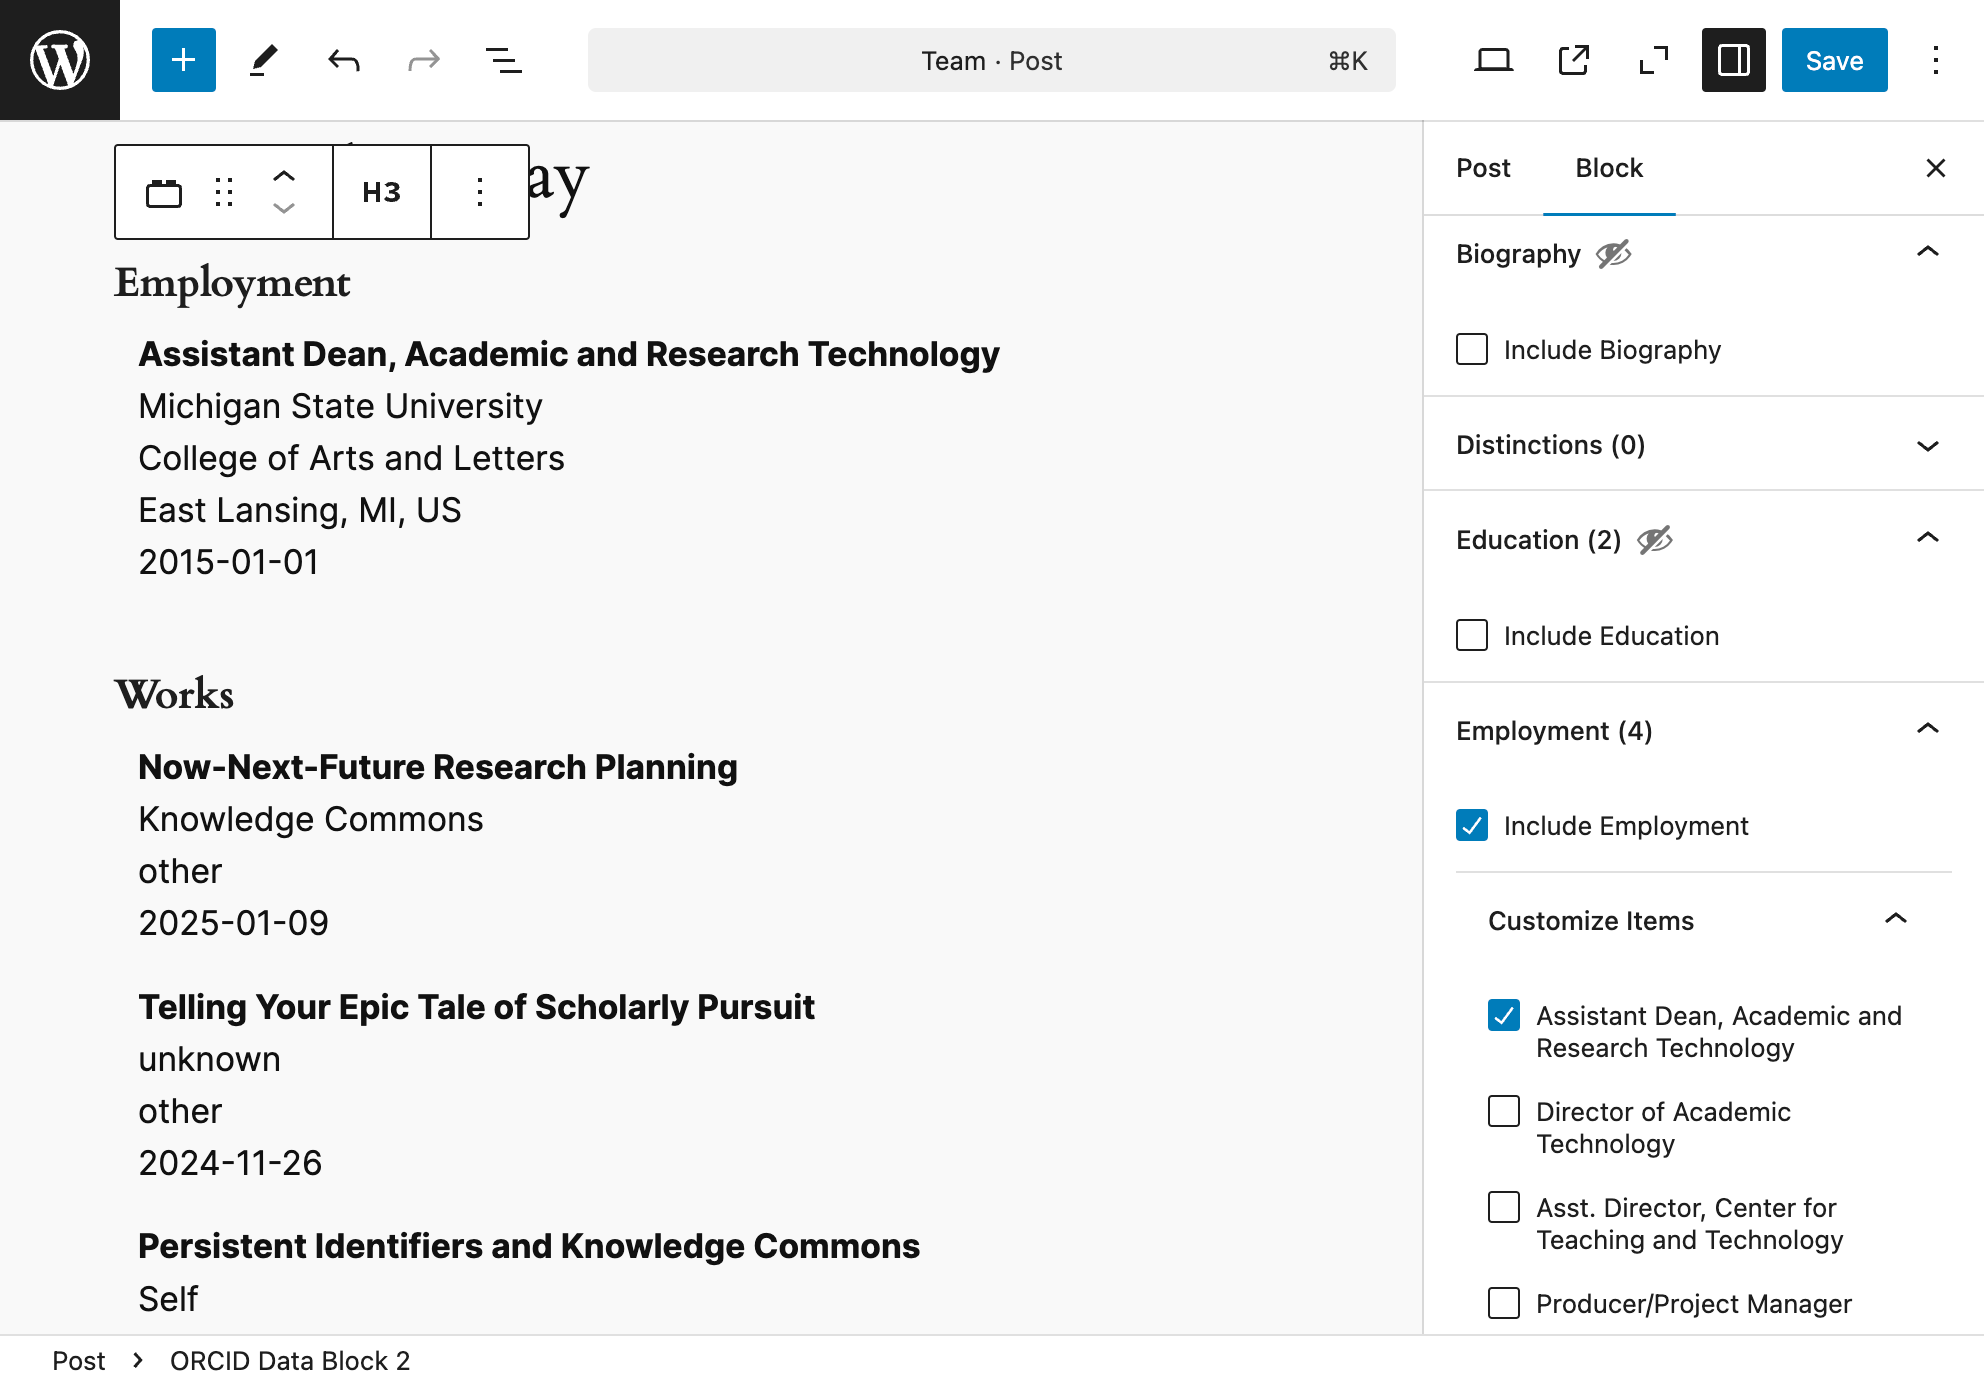 Team · Post
⌘K
Save
H3
ay
Employment
Assistant Dean, Academic and Research Technology
Michigan State University
College of Arts and Letters
East Lansing, MI, US
2015-01-01
Works
Now-Next-Future Research Planning
Knowledge Commons
other
2025-01-09
Telling Your Epic Tale of Scholarly Pursuit
unknown
other
2024-11-26
Persistent Identifiers and Knowledge Commons
Self
Post
Block
Biography
Include Biography
Distinctions (0)
Education (2)
Include Education
Employment (4)
Include Employment
Customize Items
Assistant Dean, Academic and
Research Technology
Director of Academic
Technology
Asst. Director, Center for
Teaching and Technology
Producer/Project Manager
Post
ORCID Data Block 2